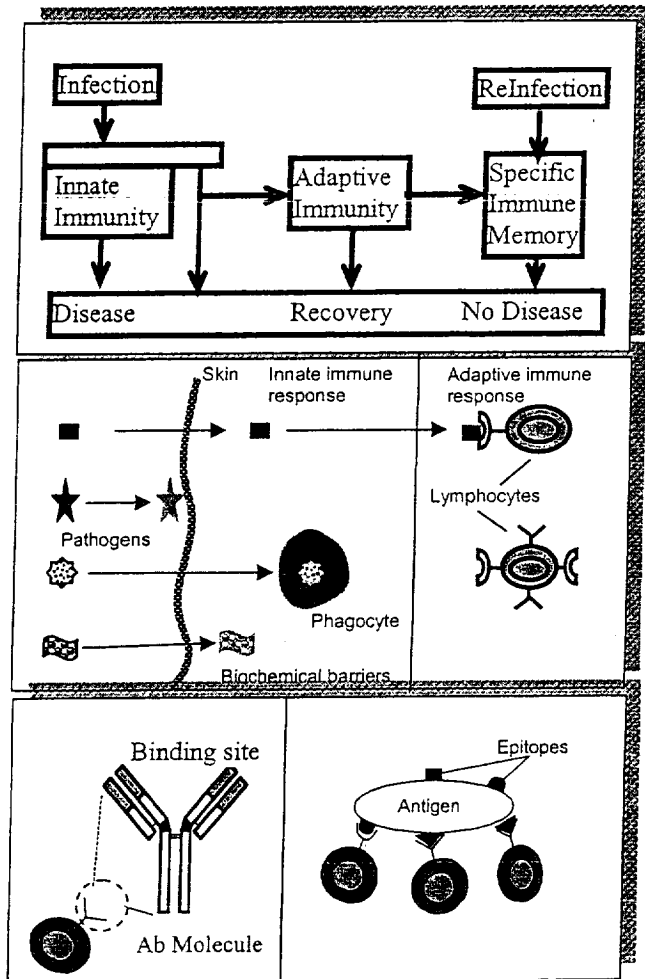 Infection
ReInfection
Innate
Immunity
Adaptive
Immunity
Specific
Immune
Memory
Disease
Recovery
No Disease
Skin
Innate immune
response
Adaptive immune
response
Lymphocytes
Pathogens
Phagocyte
Biochemical barriers
Binding site
Epitopes
Antigen
Ab Molecule